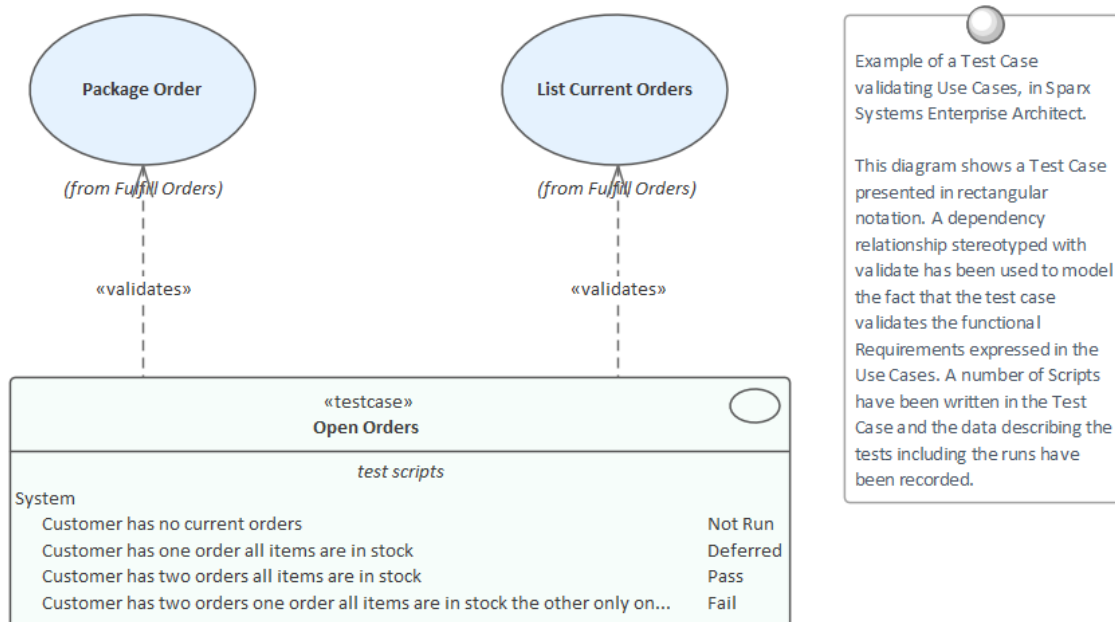 Package Order
(from Fulfill Orders)
«validates»
List Current Orders
(from Fulfill Orders)
«validates»
«testcase»
Open Orders
test scripts
System
Customer has no current orders Not Run
Customer has one order all items are in stock Deferred
Customer has two orders all items are in stock Pass
Customer has two orders one order all items are in stock the other only on... Fail
Example of a Test Case
validating Use Cases, in Sparx
Systems Enterprise Architect.
This diagram shows a Test Case
presented in rectangular
notation. A dependency
relationship stereotyped with
validate has been used to model
the fact that the test case
validates the functional
Requirements expressed in the
Use Cases. A number of Scripts
have been written in the Test
Case and the data describing the
tests including the runs have
been recorded.